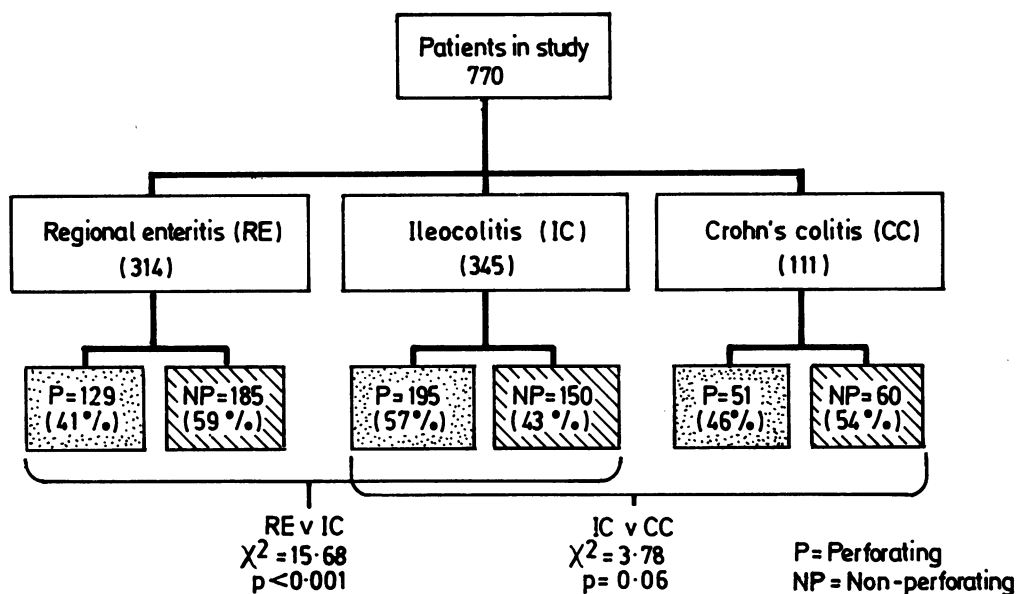 Patients in study
770
Regional enteritis (RE)
(314)
Ileocolitis (IC)
(345)
Crohn's colitis (CC)
(111)
P=129
(41%)
NP=185
(59%)
P=195
(57%)
NP=150
(43%)
P=51
(46%)
NP=60
(54%)
RE v IC
χ²=15·68
p<0·001
IC v CC
χ²=3·78
p=0·06
P=Perforating
NP=Non-perforating